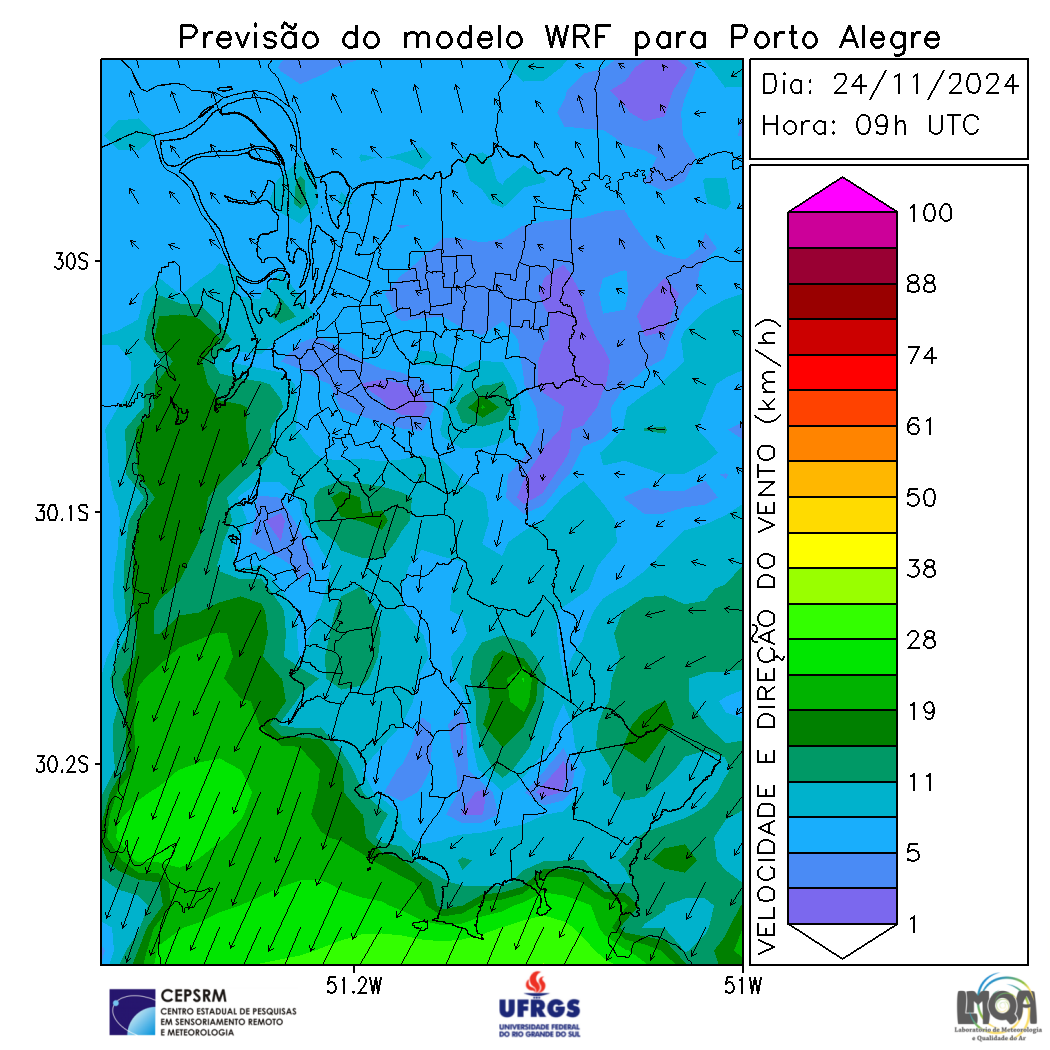 Previsão do modelo WRF para Porto Alegre
Dia: 24/11/2024
Hora: 09h UTC
30S
30.1S
30.2S
51.2W
51W
VELOCIDADE E DIREÇÃO DO VENTO (km/h)
100
88
74
61
50
38
28
19
11
5
1
CEPSRM
CENTRO ESTADUAL DE PESQUISAS
EM SENSORIAMENTO REMOTO
E METEOROLOGIA
UFRGS
UNIVERSIDADE FEDERAL
DO RIO GRANDE DO SUL
LMQA
Laboratório de Meteorologia
e Qualidade do Ar